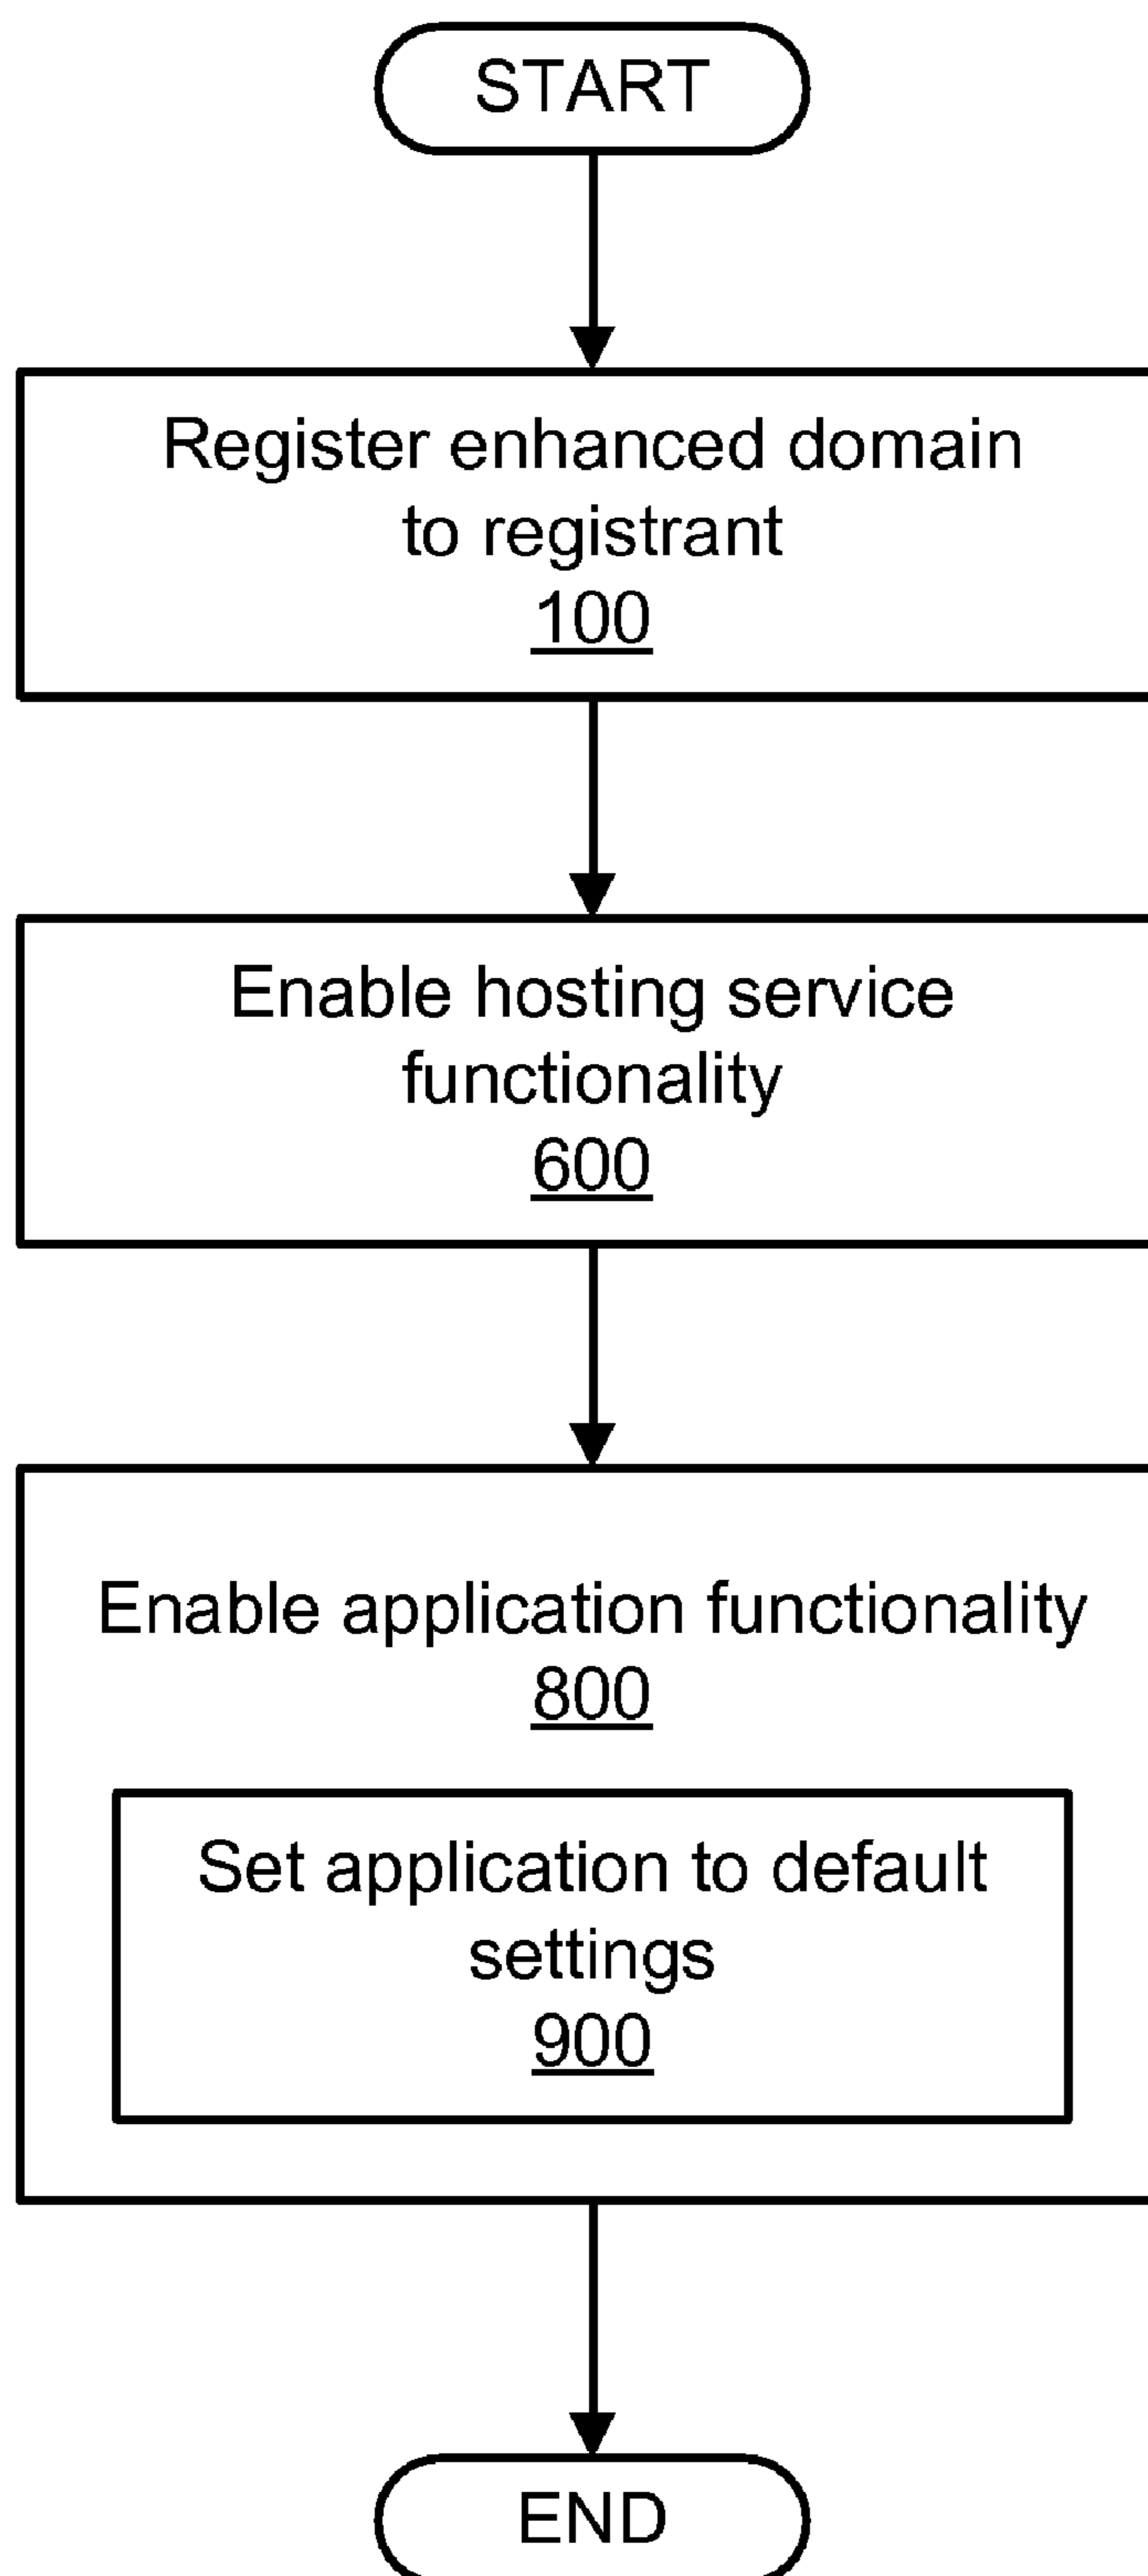 START
Register enhanced domain
to registrant
100
Enable hosting service
functionality
600
Enable application functionality
800
Set application to default
settings
900
END